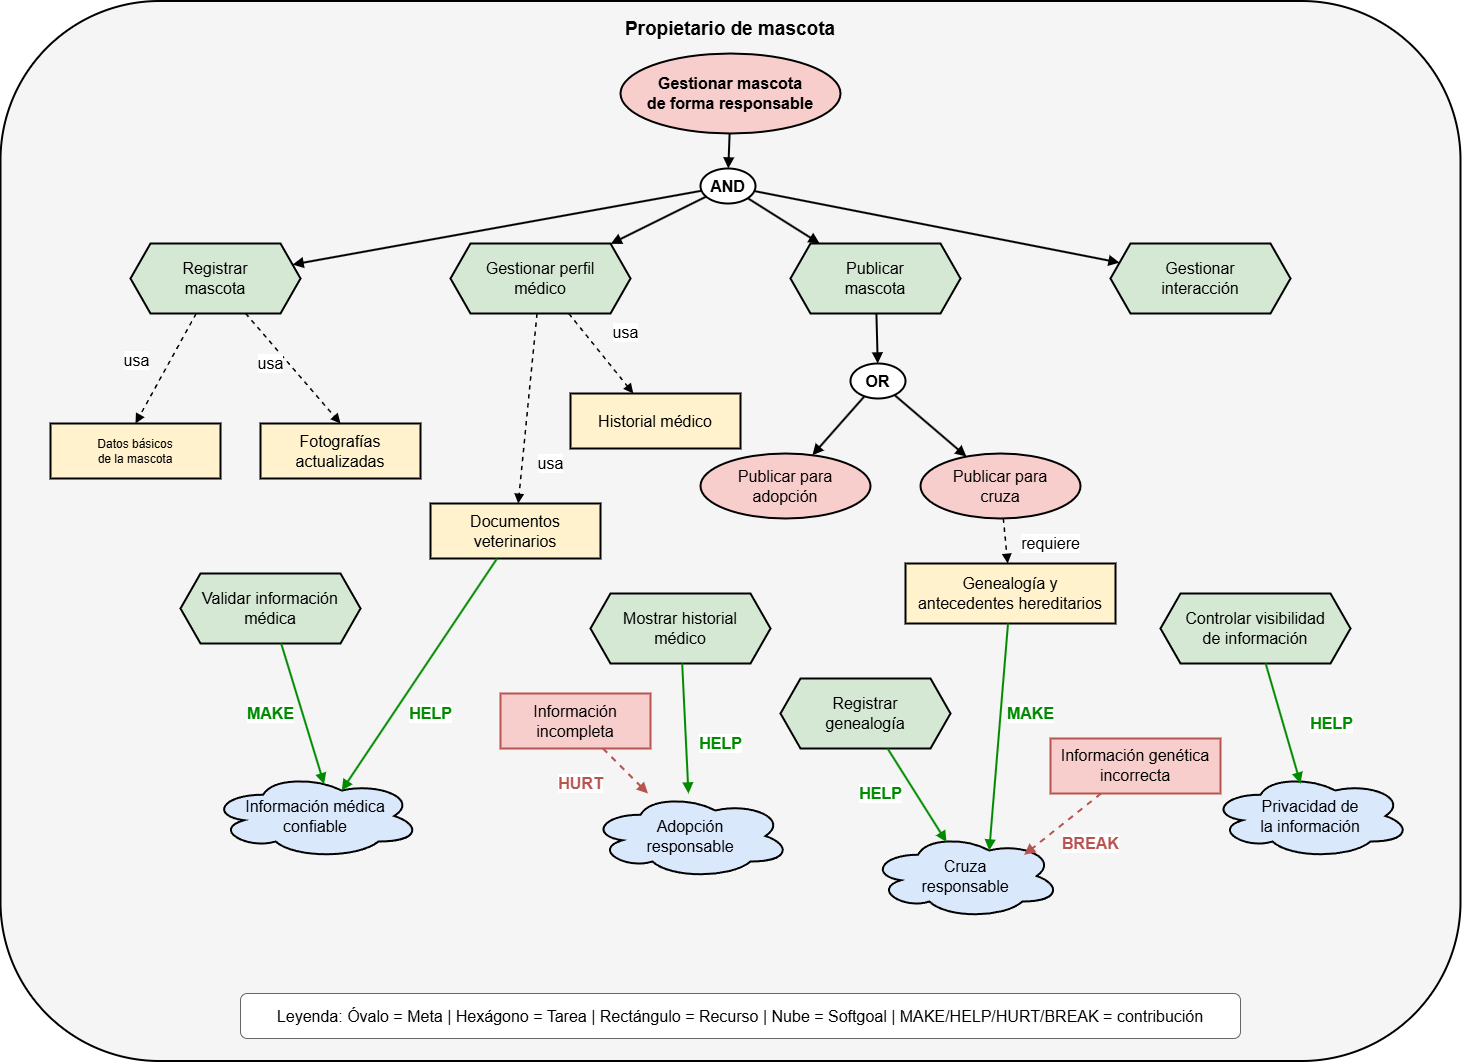 Propietario de mascota
Gestionar mascota
de forma responsable
AND
Registrar
mascota
Gestionar perfil
médico
Publicar
mascota
Gestionar
interacción
usa
usa
usa
OR
Datos básicos
de la mascota
Fotografías
actualizadas
Historial médico
usa
Publicar para
adopción
Publicar para
cruza
Documentos
veterinarios
requiere
Genealogía y
antecedentes hereditarios
Validar información
médica
Mostrar historial
médico
Controlar visibilidad
de información
Registrar
genealogía
MAKE
HELP
Información
incompleta
HELP
MAKE
HELP
Información genética
incorrecta
HURT
HELP
Información médica
confiable
Adopción
responsable
BREAK
Privacidad de
la información
Cruza
responsable
Leyenda: Óvalo = Meta | Hexágono = Tarea | Rectángulo = Recurso | Nube = Softgoal | MAKE/HELP/HURT/BREAK = contribución